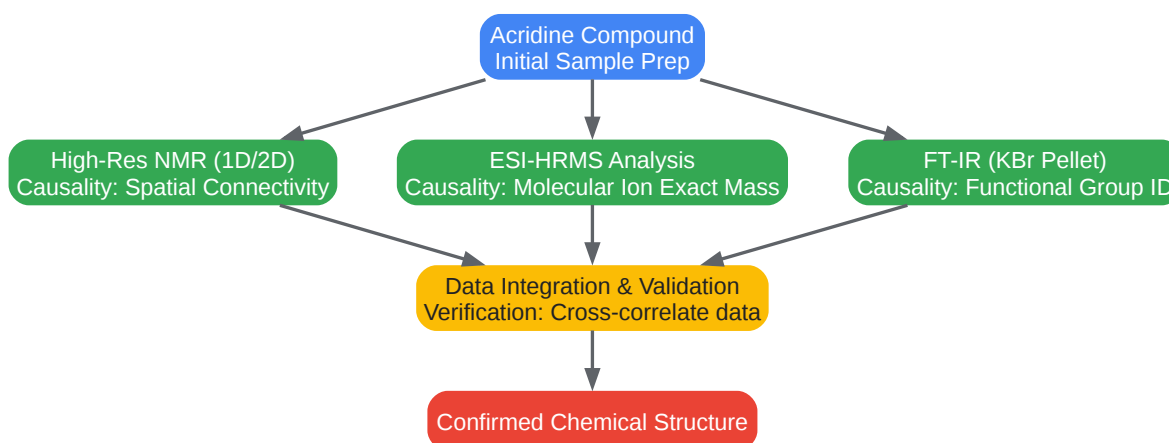 Acridine Compound
Initial Sample Prep
High-Res NMR (1D/2D)
Causality: Spatial Connectivity
ESI-HRMS Analysis
Causality: Molecular Ion Exact Mass
FT-IR (KBr Pellet)
Causality: Functional Group ID
Data Integration & Validation
Verification: Cross-correlate data
Confirmed Chemical Structure